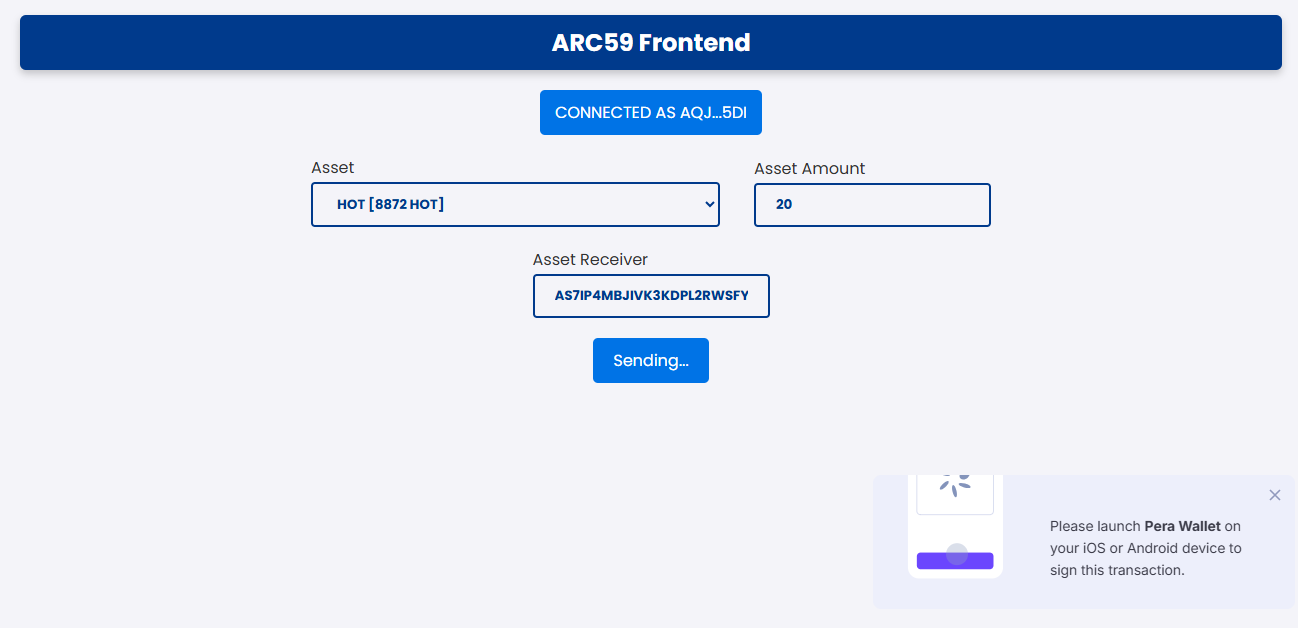 ARC59 Frontend
CONNECTED AS AQJ...5DI
Asset
Asset Amount
HOT [8872 HOT]
20
Asset Receiver
AS7IP4MBJIVK3KDPL2RWSFY
Sending...
Please launch Pera Wallet on
your iOS or Android device to
sign this transaction.